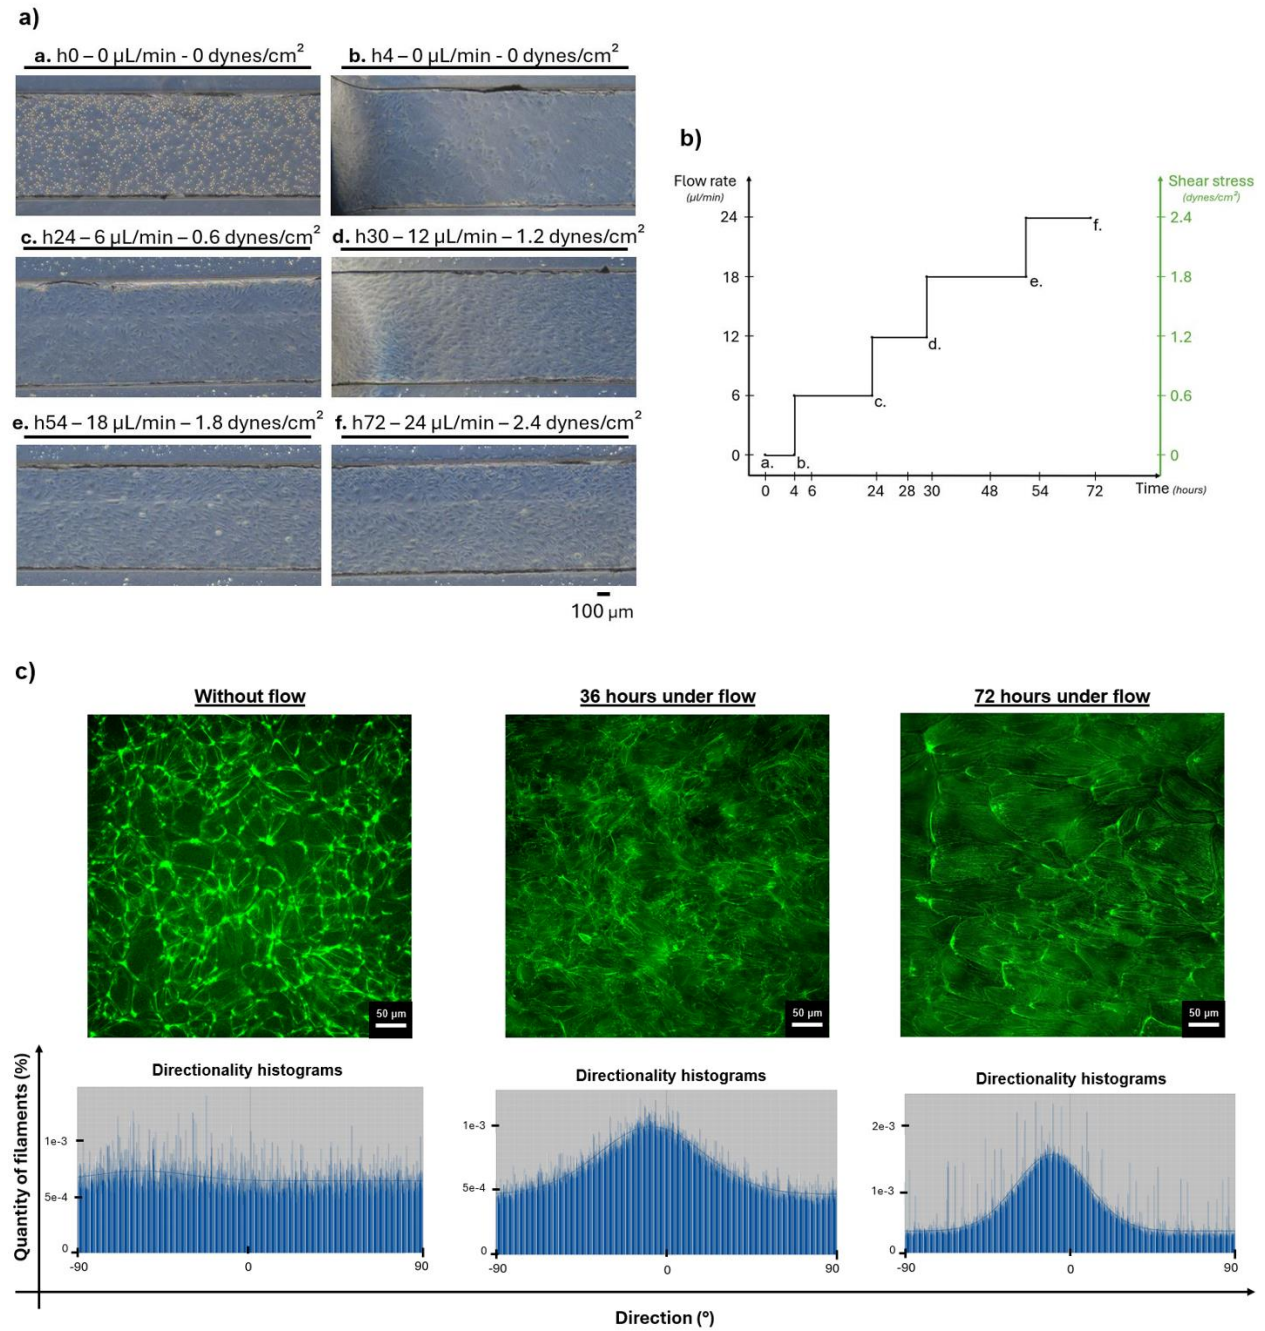 a)
a. h0 – 0 µL/min - 0 dynes/cm²
b. h4 – 0 µL/min - 0 dynes/cm²
c. h24 – 6 µL/min – 0.6 dynes/cm²
d. h30 – 12 µL/min – 1.2 dynes/cm²
e. h54 – 18 µL/min – 1.8 dynes/cm²
f. h72 – 24 µL/min – 2.4 dynes/cm²
100 µm
b)
Flow rate
(µl/min)
Shear stress
(dynes/cm²)
24
2.4
f.
18
1.8
e.
12
1.2
d.
6
0.6
c.
0
0
a.
b.
0 4 6 24 28 30 48 54 72
Time (hours)
c)
Without flow
36 hours under flow
72 hours under flow
50 µm
50 µm
50 µm
Quantity of filaments (%)
Directionality histograms
1e-3
5e-4
0
-90 0 90
Directionality histograms
1e-3
5e-4
0
-90 0 90
Directionality histograms
2e-3
1e-3
0
-90 0 90
Direction (°)